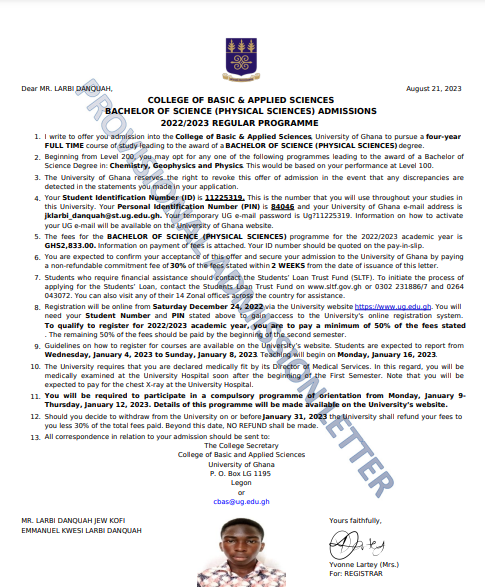 Dear MR. LARBI DANQUAH, August 21, 2023
COLLEGE OF BASIC & APPLIED SCIENCES
BACHELOR OF SCIENCE (PHYSICAL SCIENCES) ADMISSIONS
2022/2023 REGULAR PROGRAMME
1. I write to offer you admission into the College of Basic & Applied Sciences, University of Ghana to pursue a four-year
FULL TIME course of study leading to the award of a BACHELOR OF SCIENCE (PHYSICAL SCIENCES) degree.
2. Beginning from Level 200, you may opt for any one of the following programmes leading to the award of a Bachelor of
Science Degree in: Chemistry, Geophysics and Physics. This would be based on your performance at Level 100.
3. The University of Ghana reserves the right to revoke this offer of admission in the event that any discrepancies are
detected in the statements you made in your application.
4. Your Student Identification Number (ID) is 11225319. This is the number that you will use throughout your studies in
this University. Your Personal Identification Number (PIN) is 84046 and your University of Ghana e-mail address is
jklarbi_danquah@st.ug.edu.gh. Your temporary UG e-mail password is Ug?11225319. Information on how to activate
your UG e-mail will be available on the University of Ghana website.
5. The fees for the BACHELOR OF SCIENCE (PHYSICAL SCIENCES) programme for the 2022/2023 academic year is
GHS2,833.00. Information on payment of fees is attached. Your ID number should be quoted on the pay-in-slip.
6. You are expected to confirm your acceptance of this offer and secure your admission to the University of Ghana by paying
a non-refundable commitment fee of 30% of the fees stated within 2 WEEKS from the date of issuance of this letter.
7. Students who require financial assistance should contact the Students' Loan Trust Fund (SLTF). To initiate the process of
applying for the Students' Loan, contact the Students' Loan Trust Fund on www.sltf.gov.gh or 0302 231886/7 and 0264
043072. You can also visit any of their 14 Zonal offices across the country for assistance.
8. Registration will be online from Saturday December 24, 2022 via the University website https://www.ug.edu.gh. You will
need your Student Number and PIN stated above to gain access to the University's online registration system.
To qualify to register for 2022/2023 academic year, you are to pay a minimum of 50% of the fees stated
. The remaining 50% of the fees should be paid by the beginning of the second semester.
9. Guidelines on how to register for courses are available on the University's website. Students are expected to report from
Wednesday, January 4, 2023 to Sunday, January 8, 2023. Teaching will begin on Monday, January 16, 2023.
10. The University requires that you are declared medically fit by its Director of Medical Services. In this regard, you will be
medically examined at the University Hospital soon after the beginning of the First Semester. Note that you will be
expected to pay for the chest X-ray at the University Hospital.
11. You will be required to participate in a compulsory programme of orientation from Monday, January 9-
Thursday, January 12, 2023. Details of this programme will be made available on the University's website.
12. Should you decide to withdraw from the University on or before January 31, 2023 the University shall refund your fees to
you less 30% of the total fees paid. Beyond this date, NO REFUND shall be made.
13. All correspondence in relation to your admission should be sent to:
The College Secretary
College of Basic and Applied Sciences
University of Ghana
P. O. Box LG 1195
Legon
or
cbas@ug.edu.gh
MR. LARBI DANQUAH JEW KOFI
EMMANUEL KWESI LARBI DANQUAH
Yours faithfully,
Yvonne Lartey (Mrs.)
For: REGISTRAR
PROVISIONAL ADMISSION LETTER